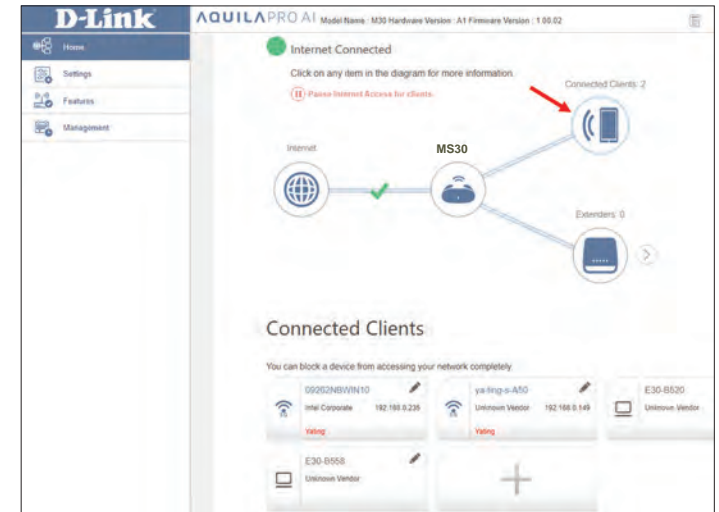 D-Link
AQUILA PRO AI Model Name : M30 Hardware Version : A1 Firmware Version : 1.00.02
Home
Settings
Features
Management
Internet Connected
Click on any item in the diagram for more information.
Pause Internet Access for clients.
Connected Clients: 2
Internet
MS30
Extenders: 0
Connected Clients
You can block a device from accessing your network completely.
09202NBWIN10
Intel Corporate 192.168.0.235
Yating
ya-ting-s-A50
Unknown Vendor 192.168.0.149
Yating
E30-B520
Unknown Vendor
E30-B558
Unknown Vendor